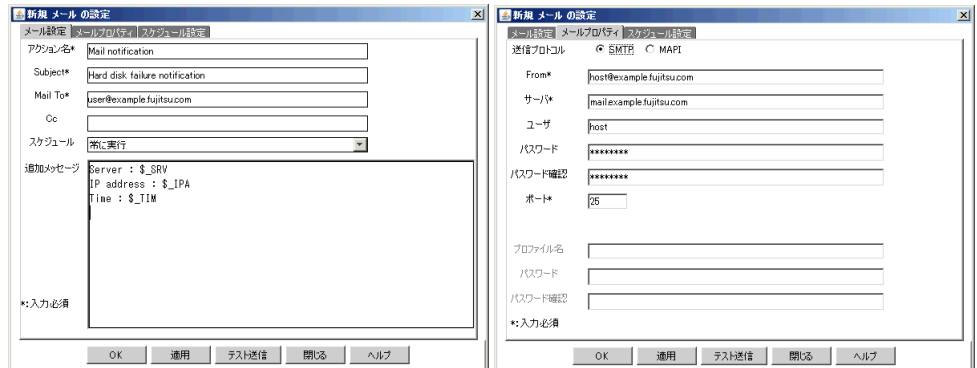 新規 メール の設定
メール設定 メールプロパティ スケジュール設定
アクション名* Mail notification
Subject* Hard disk failure notification
Mail To* user@example.fujitsu.com
Cc
スケジュール 常に実行
追加メッセージ Server : $_SRV
IP address : $_IPA
Time : $_TIM
*:入力必須
OK 適用 テスト送信 閉じる ヘルプ
新規 メール の設定
メール設定 メールプロパティ スケジュール設定
送信プロトコル SMTP MAPI
From* host@example.fujitsu.com
サーバ* mail.example.fujitsu.com
ユーザ host
パスワード ********
パスワード確認 ********
ポート* 25
プロファイル名
パスワード
パスワード確認
*:入力必須
OK 適用 テスト送信 閉じる ヘルプ